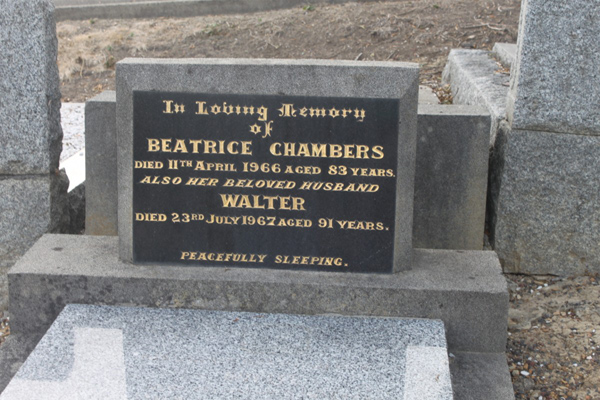 In Loving Memory
of
BEATRICE CHAMBERS
DIED 11TH APRIL 1966 AGED 83 YEARS.
ALSO HER BELOVED HUSBAND
WALTER
DIED 23RD JULY 1967 AGED 91 YEARS.
PEACEFULLY SLEEPING.